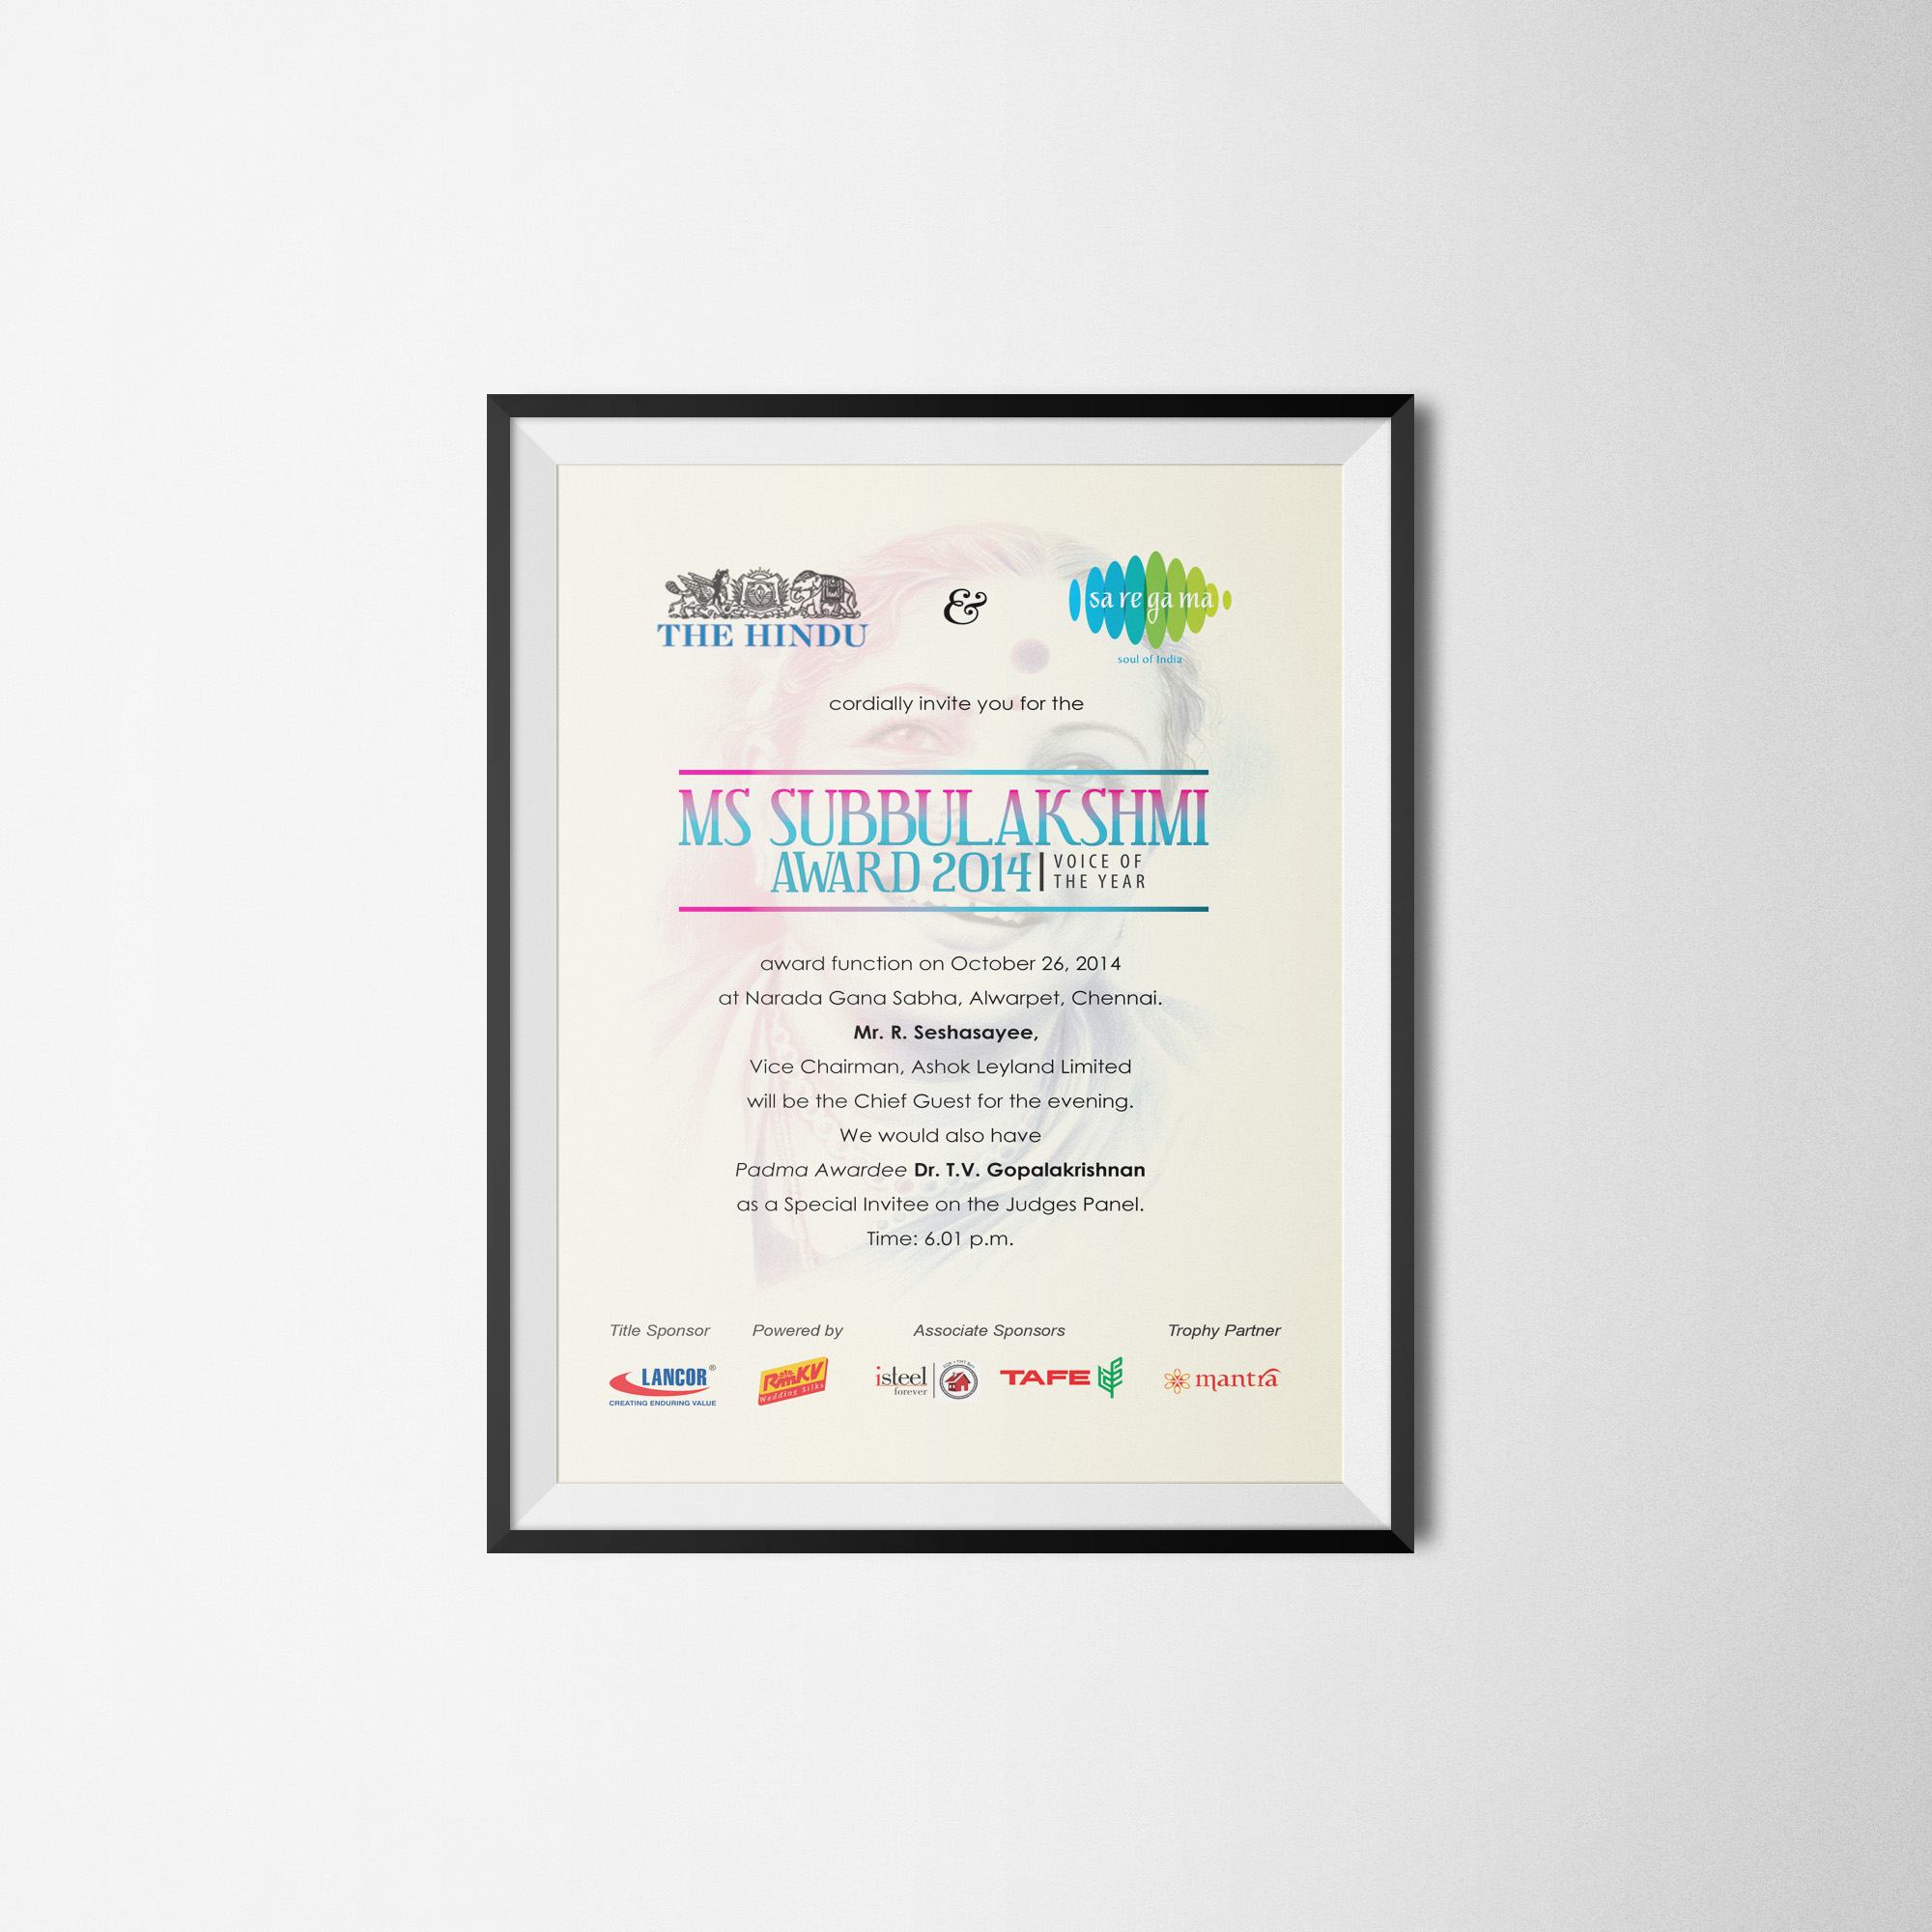 THE HINDU
&
sa re ga ma
soul of India
cordially invite you for the
MS SUBBULAKSHMI
AWARD 2014 | VOICE OF
THE YEAR
award function on October 26, 2014
at Narada Gana Sabha, Alwarpet, Chennai.
Mr. R. Seshasayee,
Vice Chairman, Ashok Leyland Limited
will be the Chief Guest for the evening.
We would also have
Padma Awardee Dr. T.V. Gopalakrishnan
as a Special Invitee on the Judges Panel.
Time: 6.01 p.m.
Title Sponsor Powered by Associate Sponsors Trophy Partner
LANCOR®
CREATING ENDURING VALUE
RmKV
Wedding Silks
isteel
forever
TAFE
mantra